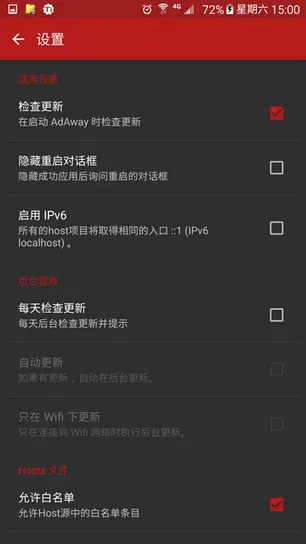 4G 72% 星期六 15:00
设置
通用设置
检查更新
在启动 AdAway 时检查更新
隐藏重启对话框
隐藏成功应用后询问重启的对话框
启用 IPv6
所有的host项目将取得相同的入口 ::1 (IPv6
localhost) 。
后台服务
每天检查更新
每天后台检查更新并提示
自动更新
如果有更新，自动在后台更新。
只在 Wifi 下更新
只在连接到 Wifi 网络时执行后台更新。
Hosts 文件
允许白名单
允许Host源中的白名单条目